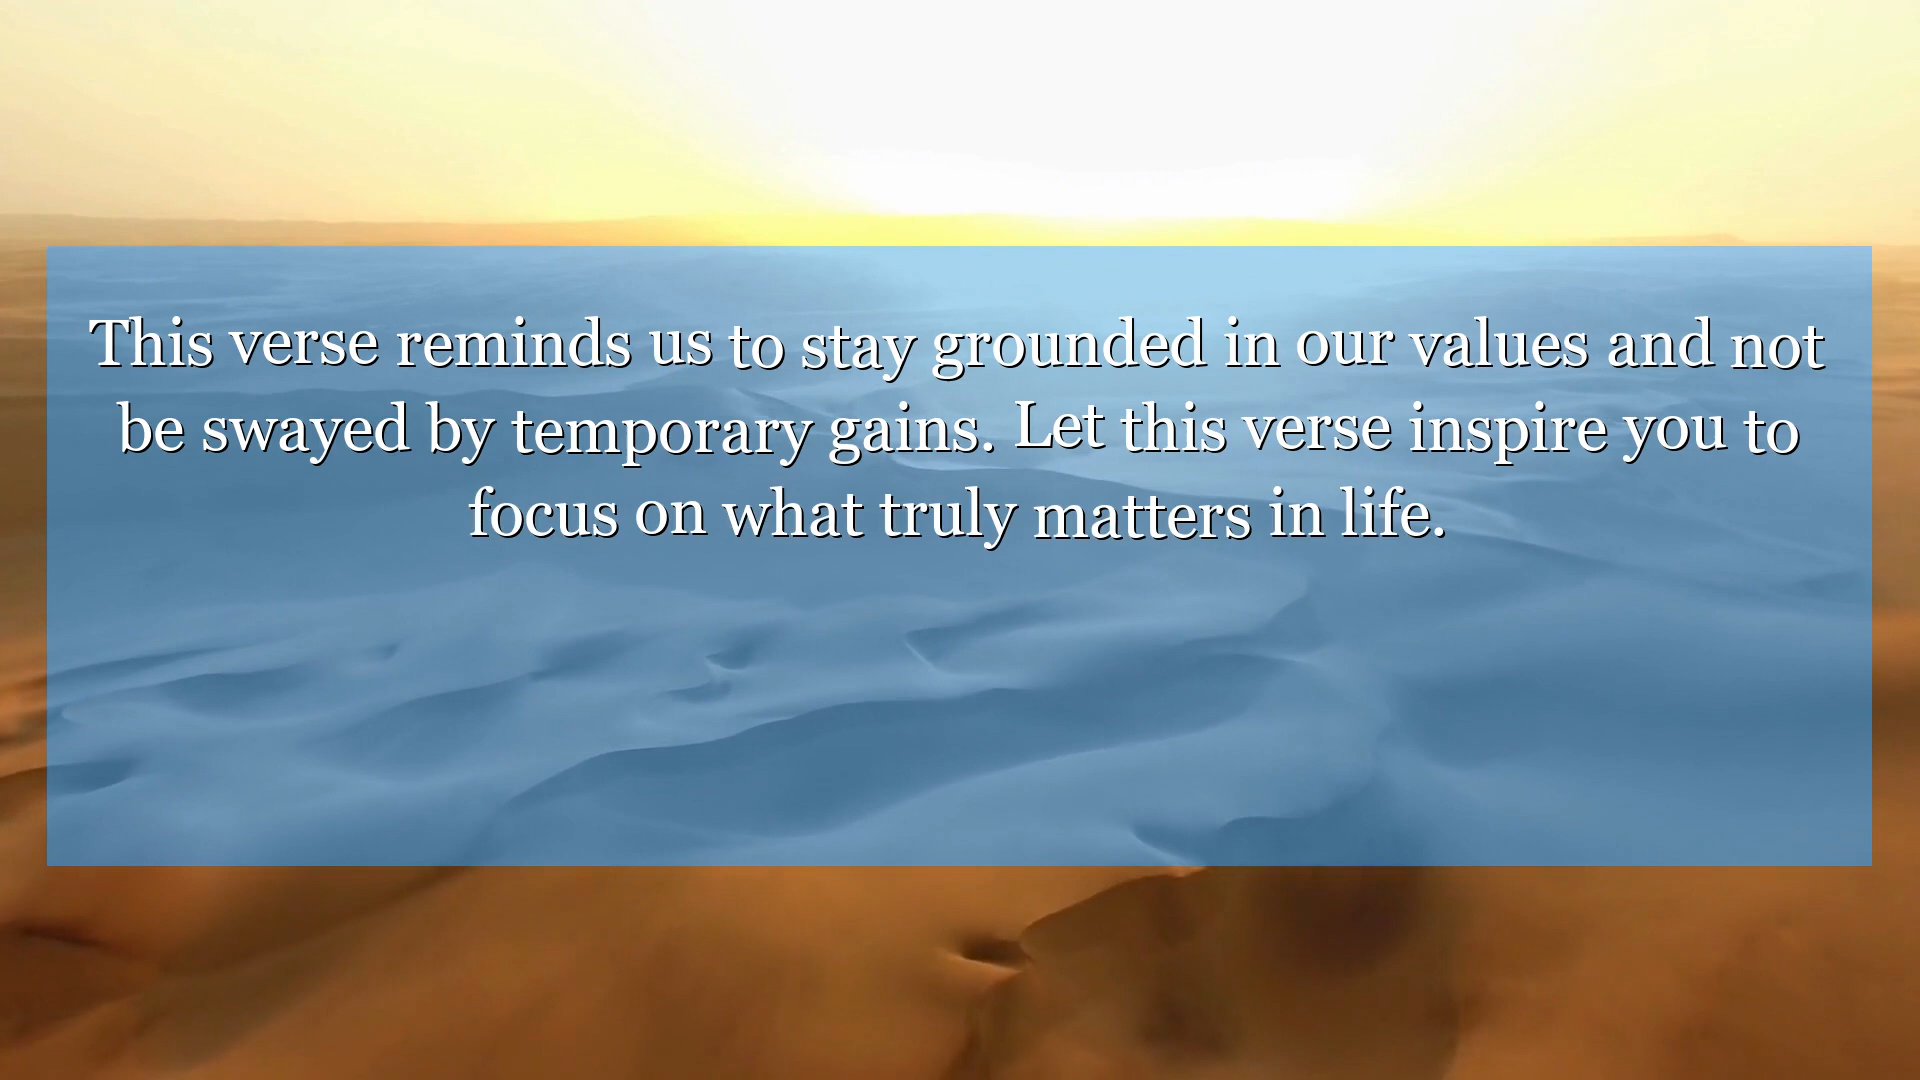 This verse reminds us to stay grounded in our values and not
be swayed by temporary gains. Let this verse inspire you to
focus on what truly matters in life.